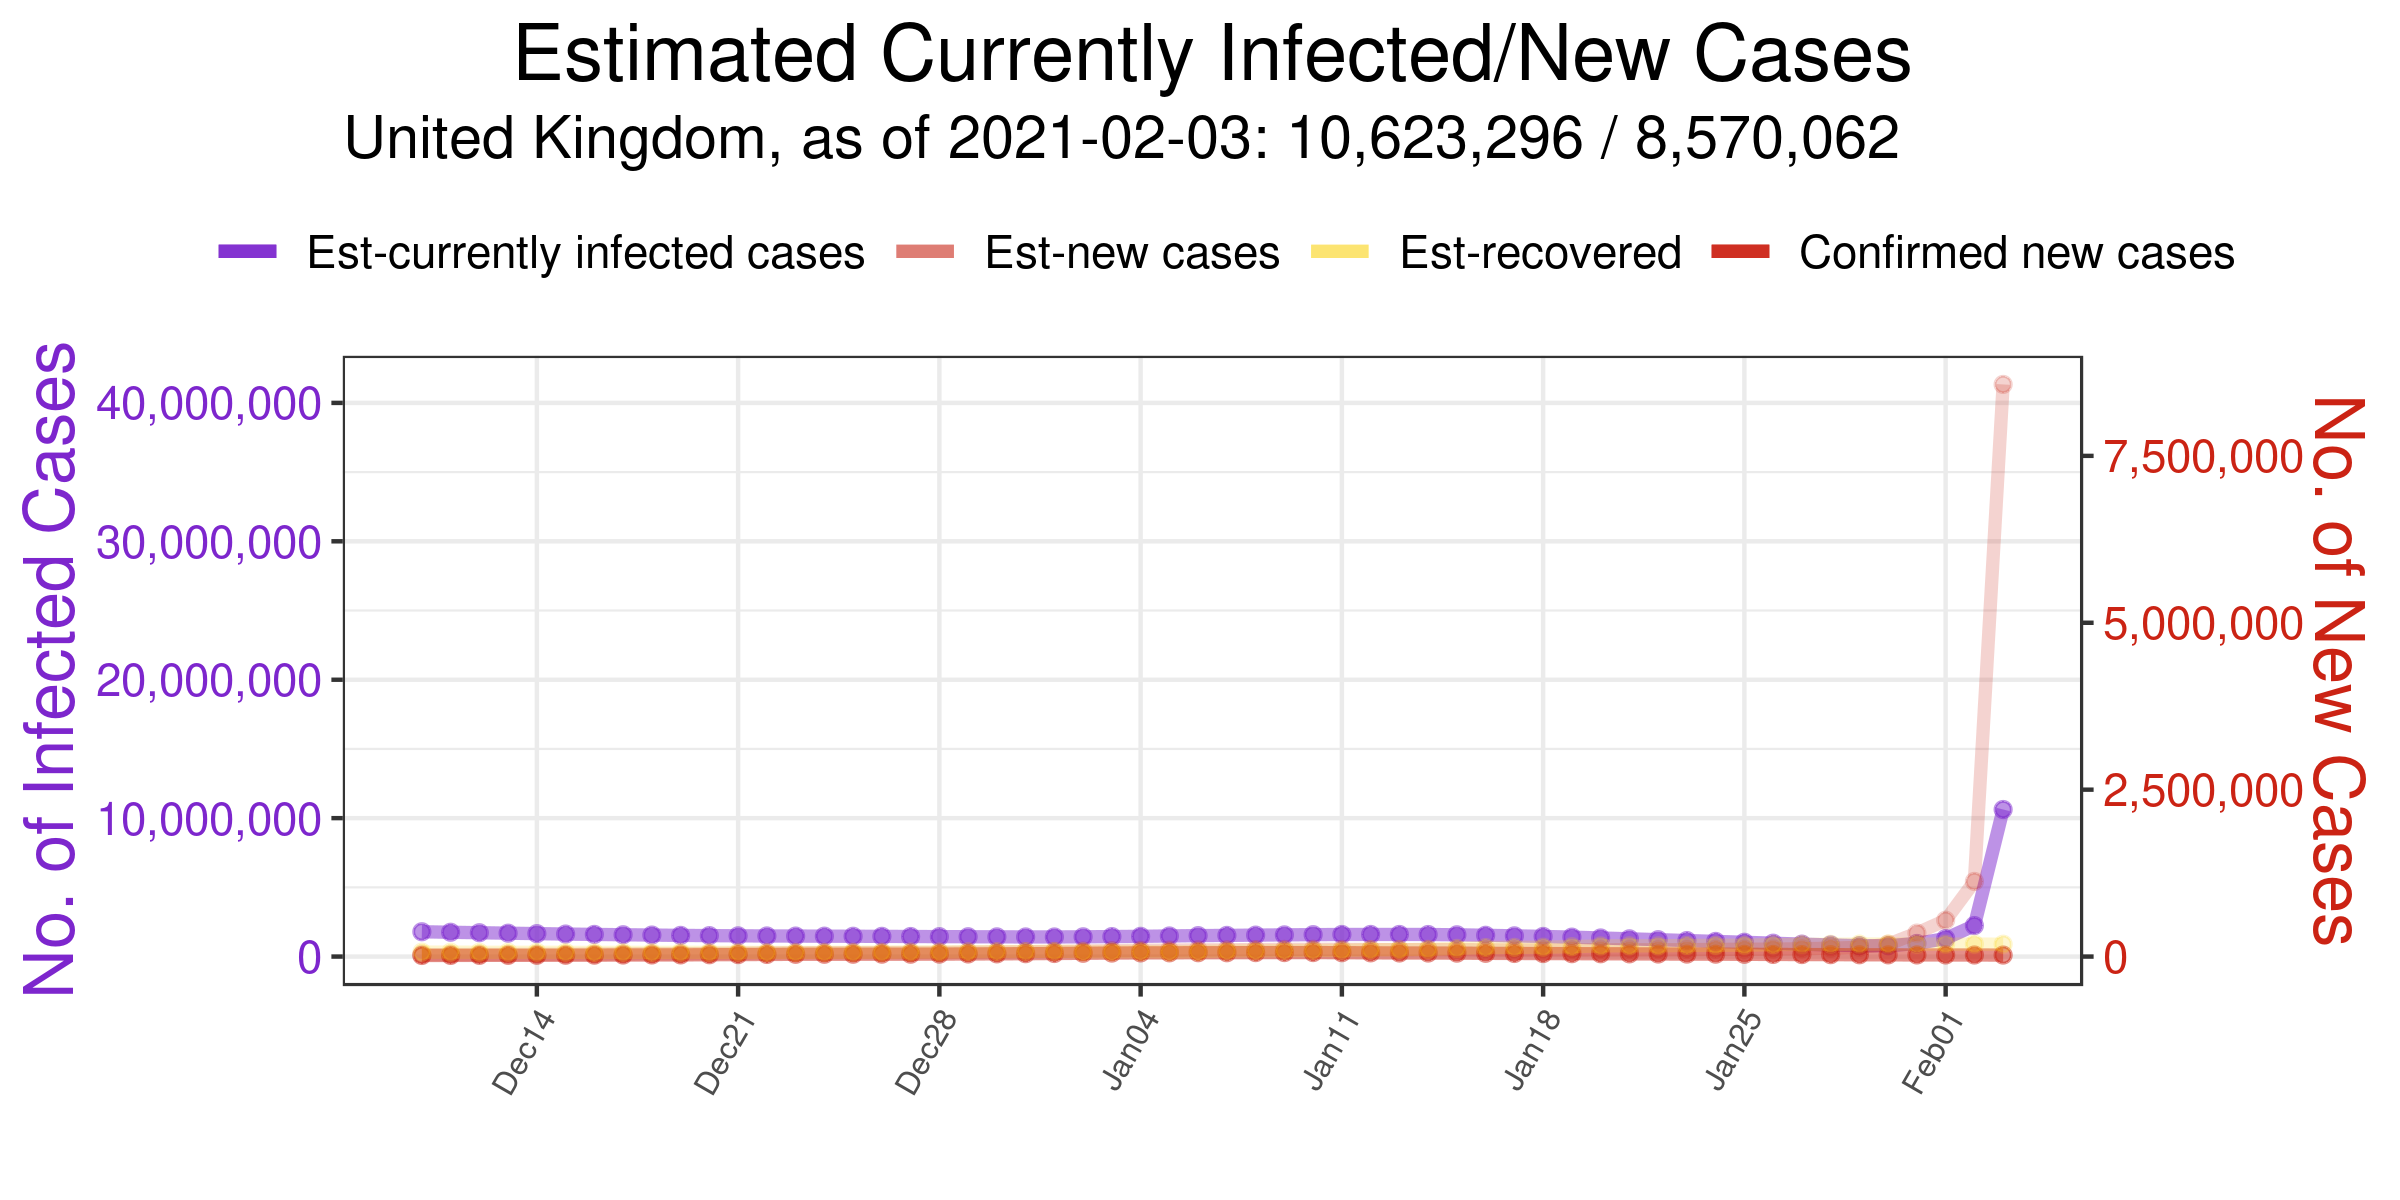 Estimated Currently Infected/New Cases
United Kingdom, as of 2021-02-03: 10,623,296 / 8,570,062
Est-currently infected cases Est-new cases Est-recovered Confirmed new cases
No. of Infected Cases
40,000,000
30,000,000
20,000,000
10,000,000
0
7,500,000
5,000,000
2,500,000
0
No. of New Cases
Dec14 Dec21 Dec28 Jan04 Jan11 Jan18 Jan25 Feb01